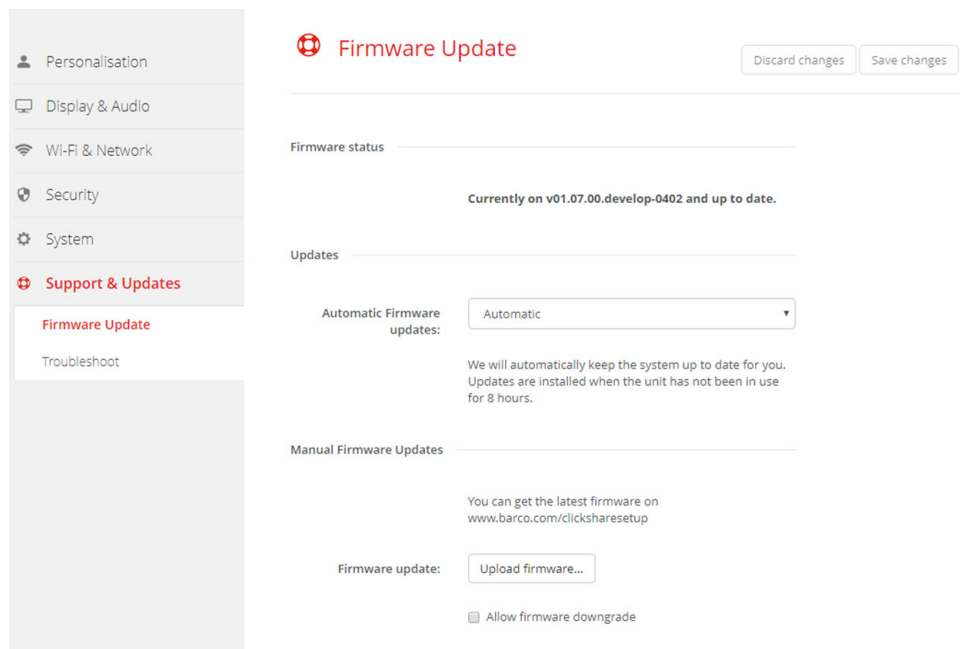 Personalisation
Display & Audio
Wi-Fi & Network
Security
System
Support & Updates
Firmware Update
Troubleshoot
Firmware Update
Discard changes
Save changes
Firmware status
Currently on v01.07.00.develop-0402 and up to date.
Updates
Automatic Firmware
updates:
Automatic
We will automatically keep the system up to date for you.
Updates are installed when the unit has not been in use
for 8 hours.
Manual Firmware Updates
You can get the latest firmware on
www.barco.com/clicksharesetup
Firmware update:
Upload firmware...
Allow firmware downgrade